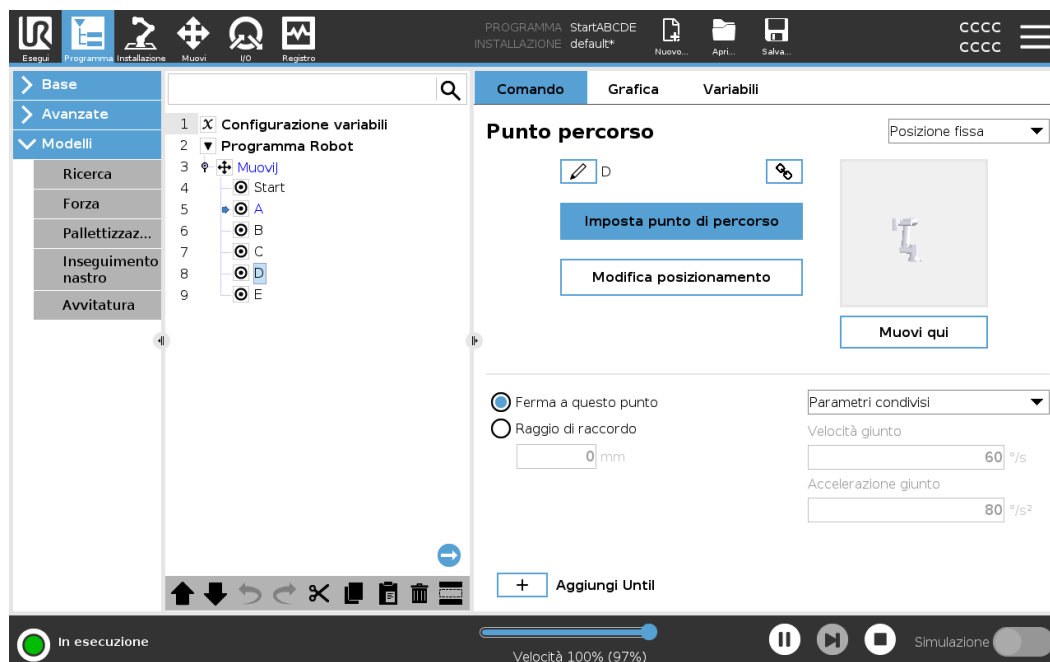 UR
PROGRAMMA StartABCDE
INSTALLAZIONE default*
Nuovo... Apri... Salva...
CCCC
CCCC
Esegui Programma Installazione Muovi I/O Registro
Base
Avanzate
Modelli
Ricerca
Forza
Pallettizzaz...
Inseguimento
nastro
Avvitatura
1 X Configurazione variabili
2 Programma Robot
3 MuoviJ
4 Start
5 A
6 B
7 C
8 D
9 E
Comando Grafica Variabili
Punto percorso
Posizione fissa
D
Imposta punto di percorso
Modifica posizionamento
Muovi qui
Ferma a questo punto
Raggio di raccordo
0 mm
Parametri condivisi
Velocità giunto
60 °/s
Accelerazione giunto
80 °/s²
+ Aggiungi Until
In esecuzione
Velocità 100% (97%)
Simulazione